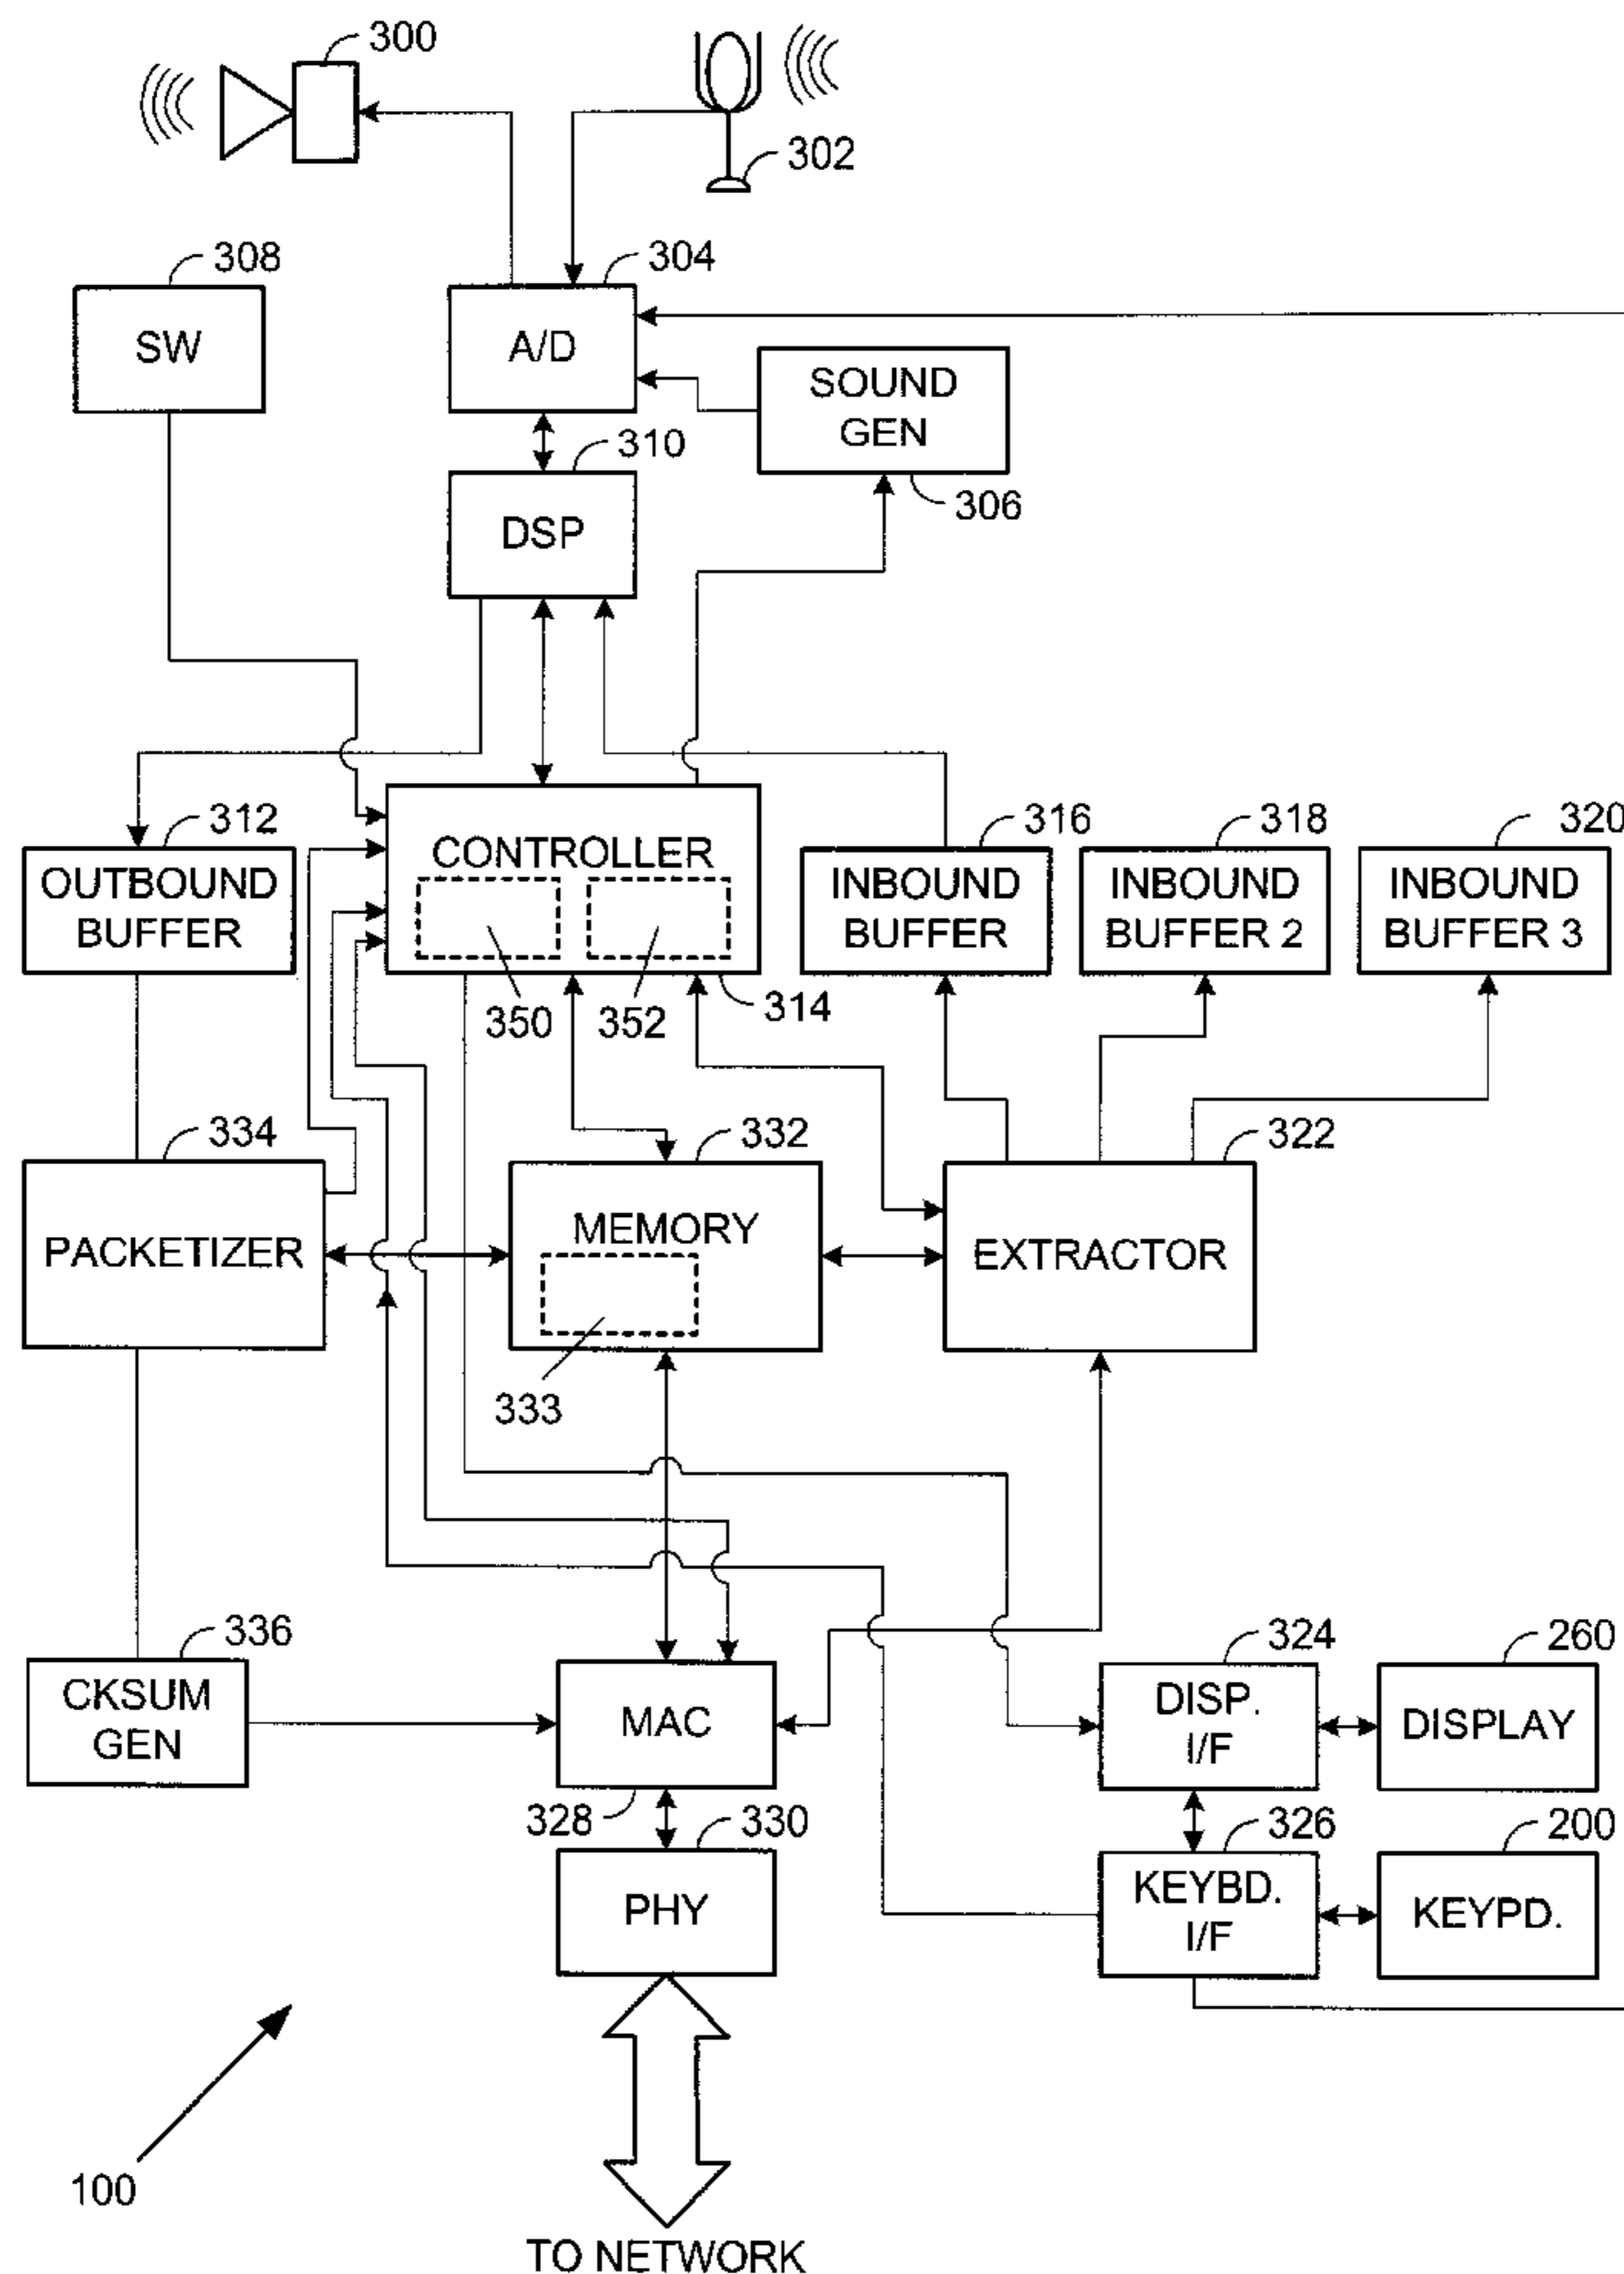 300
302
308
304
SW
A/D
SOUND
GEN
310
306
DSP
312
316
318
320
CONTROLLER
OUTBOUND
BUFFER
INBOUND
BUFFER
INBOUND
BUFFER 2
INBOUND
BUFFER 3
350
352
314
334
332
322
PACKETIZER
MEMORY
EXTRACTOR
333
336
324
260
CKSUM
GEN
MAC
DISP.
I/F
DISPLAY
328
330
326
200
PHY
KEYBD.
I/F
KEYPD.
100
TO NETWORK